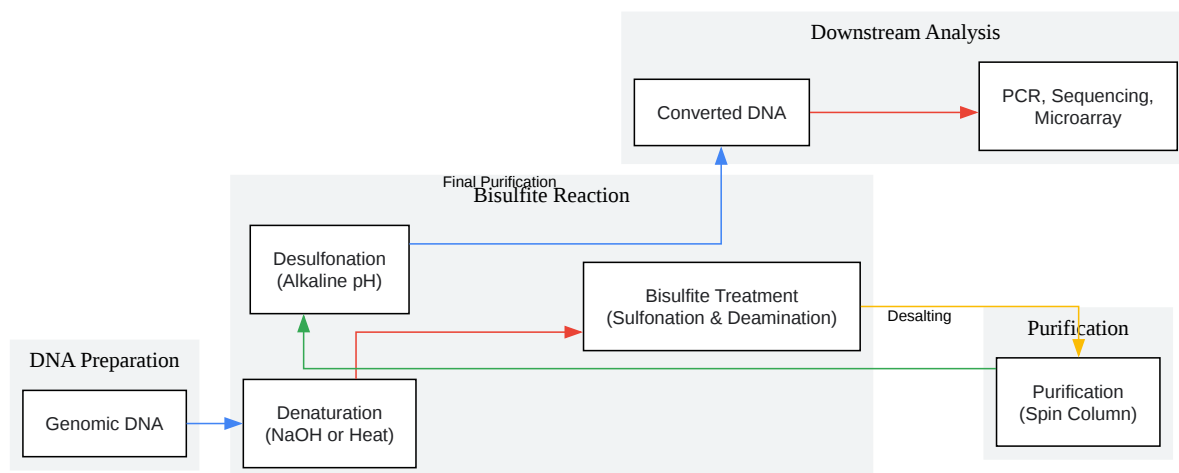 Downstream Analysis
Converted DNA
PCR, Sequencing,
Microarray
Final Purification
Bisulfite Reaction
Desulfonation
(Alkaline pH)
Bisulfite Treatment
(Sulfonation & Deamination)
Desalting
Purification
Purification
(Spin Column)
DNA Preparation
Genomic DNA
Denaturation
(NaOH or Heat)